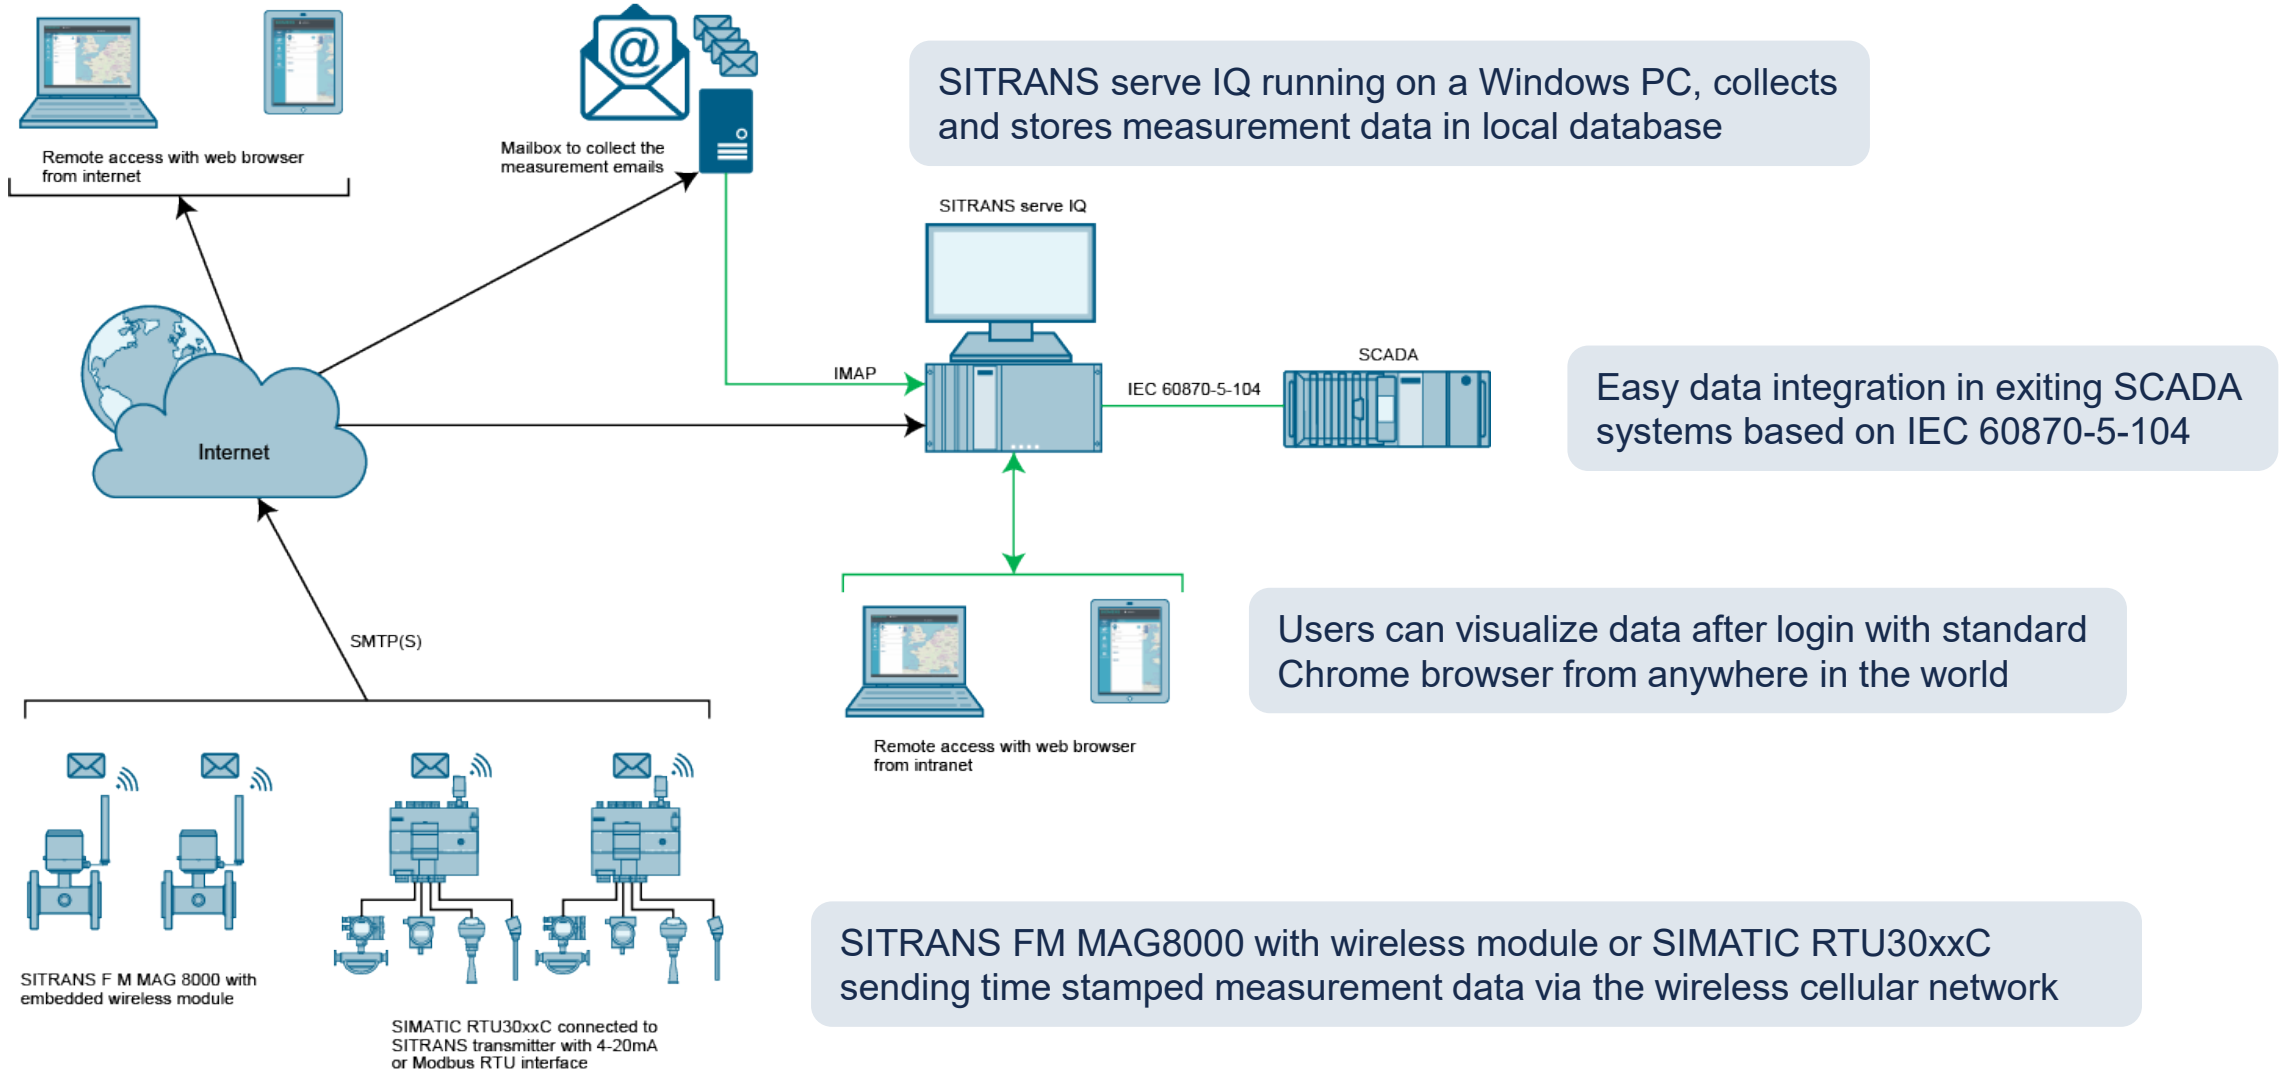 Remote access with web browser
from internet
Mailbox to collect the
measurement emails
SITRANS serve IQ running on a Windows PC, collects
and stores measurement data in local database
SITRANS serve IQ
IMAP
IEC 60870-5-104
SCADA
Easy data integration in exiting SCADA
systems based on IEC 60870-5-104
Internet
SMTP(S)
Users can visualize data after login with standard
Chrome browser from anywhere in the world
Remote access with web browser
from intranet
SITRANS F M MAG 8000 with
embedded wireless module
SIMATIC RTU30xxC connected to
SITRANS transmitter with 4-20mA
or Modbus RTU interface
SITRANS FM MAG8000 with wireless module or SIMATIC RTU30xxC
sending time stamped measurement data via the wireless cellular network